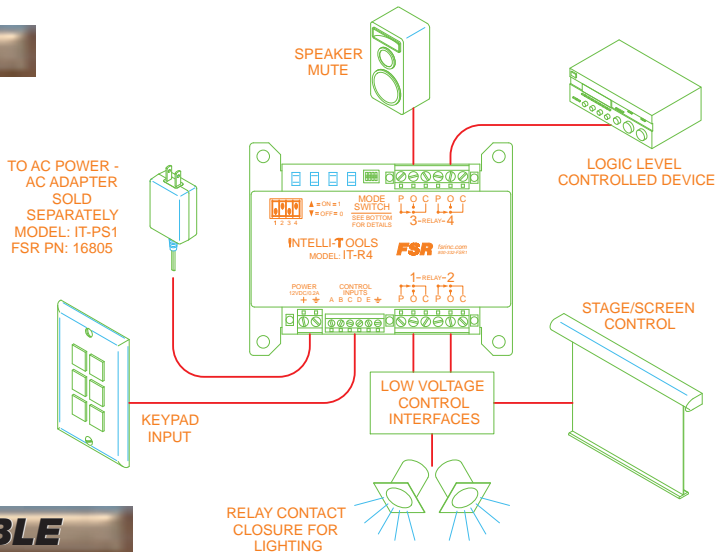 SPEAKER
MUTE
LOGIC LEVEL
CONTROLLED DEVICE
TO AC POWER -
AC ADAPTER
SOLD
SEPARATELY
MODEL: IT-PS1
FSR PN: 16805
1 2 3 4
▲ = ON = 1
▼ = OFF = 0
MODE
SWITCH
SEE BOTTOM
FOR DETAILS
P O C P O C
3-RELAY-4
INTELLI-TOOLS
MODEL: IT-R4
FSR
fsrinc.com
POWER
12VDC/0.2A
+
CONTROL
INPUTS
A B C D E
1-RELAY-2
P O C P O C
STAGE/SCREEN
CONTROL
KEYPAD
INPUT
LOW VOLTAGE
CONTROL
INTERFACES
RELAY CONTACT
CLOSURE FOR
LIGHTING
BLE